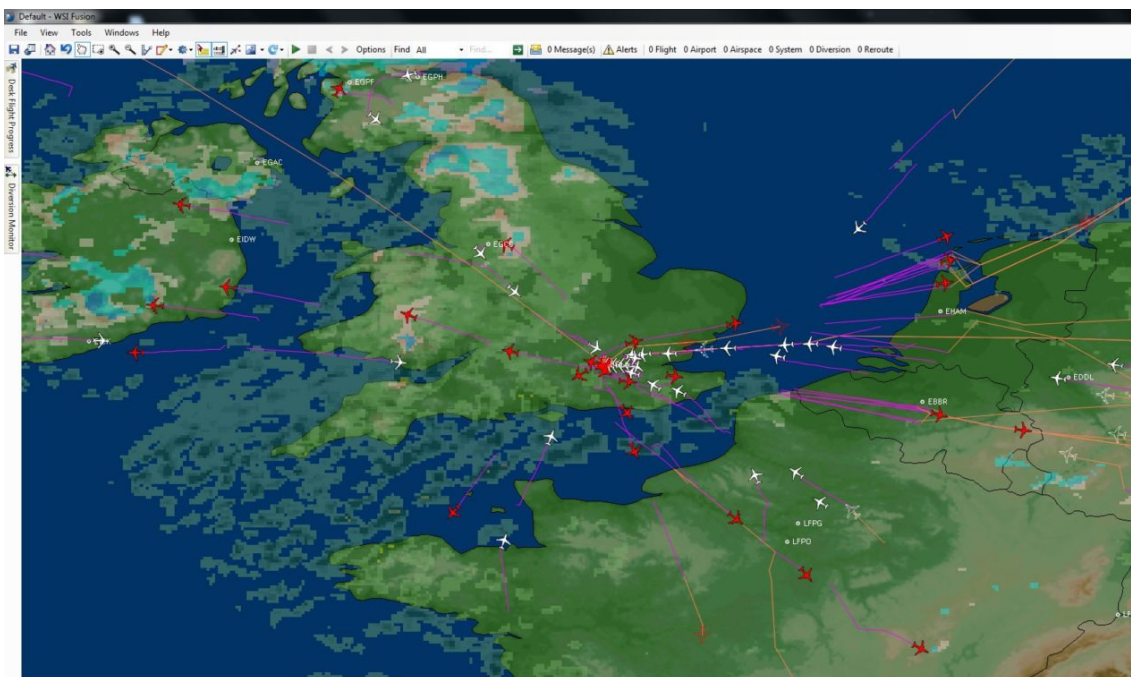 Default - WSI Fusion
File View Tools Windows Help
Options Find All Find... 0 Message(s) Alerts 0 Flight 0 Airport 0 Airspace 0 System 0 Diversion 0 Reroute
Desk Flight Progress
Diversion Monitor
EGPF
EGPH
EGAC
EIDW
EHAM
EDDL
EBBR
LFPG
LFPO